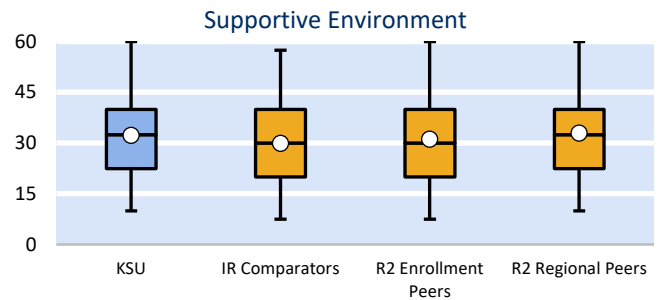 Supportive Environment
60
45
30
15
0
KSU
IR Comparators
R2 Enrollment
Peers
R2 Regional Peers